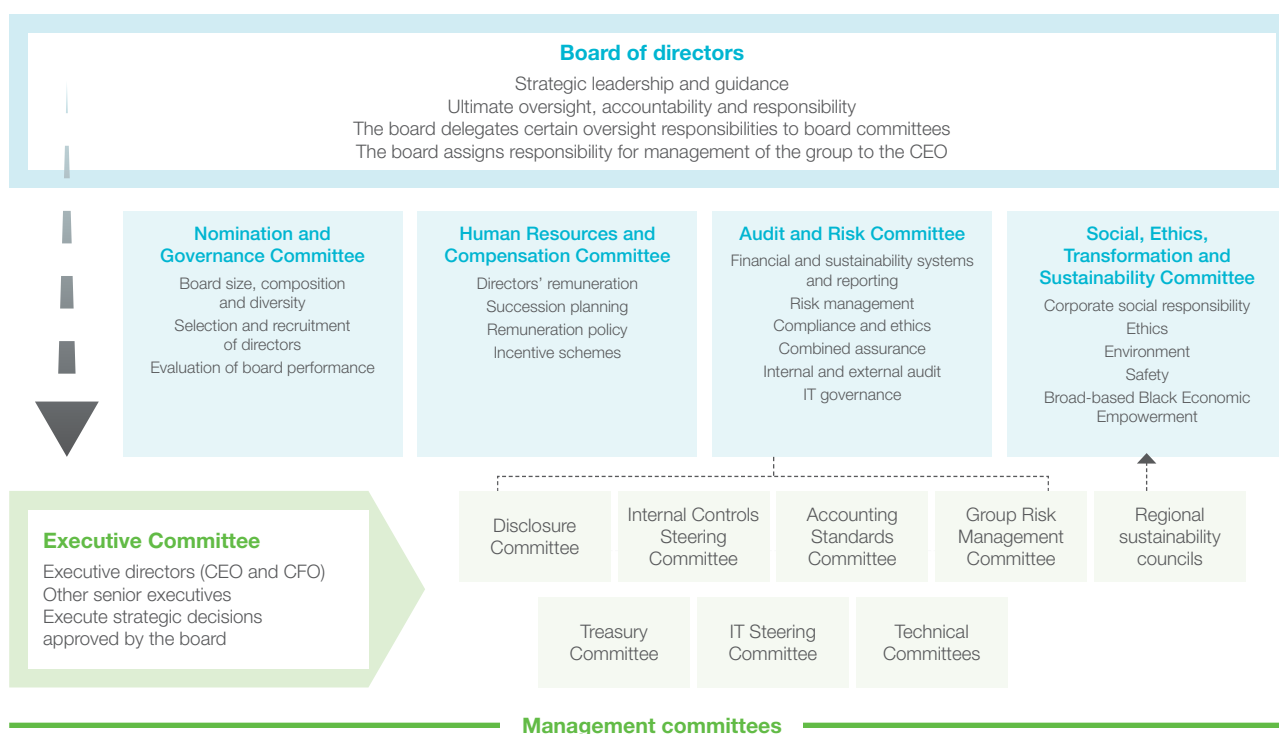 Board of directors
Strategic leadership and guidance
Ultimate oversight, accountability and responsibility
The board delegates certain oversight responsibilities to board committees
The board assigns responsibility for management of the group to the CEO
Nomination and
Governance Committee
Board size, composition
and diversity
Selection and recruitment
of directors
Evaluation of board performance
Human Resources and
Compensation Committee
Directors’ remuneration
Succession planning
Remuneration policy
Incentive schemes
Audit and Risk Committee
Financial and sustainability systems
and reporting
Risk management
Compliance and ethics
Combined assurance
Internal and external audit
IT governance
Social, Ethics,
Transformation and
Sustainability Committee
Corporate social responsibility
Ethics
Environment
Safety
Broad-based Black Economic
Empowerment
Executive Committee
Executive directors (CEO and CFO)
Other senior executives
Execute strategic decisions
approved by the board
Disclosure
Committee
Internal Controls
Steering
Committee
Accounting
Standards
Committee
Group Risk
Management
Committee
Regional
sustainability
councils
Treasury
Committee
IT Steering
Committee
Technical
Committees
Management committees